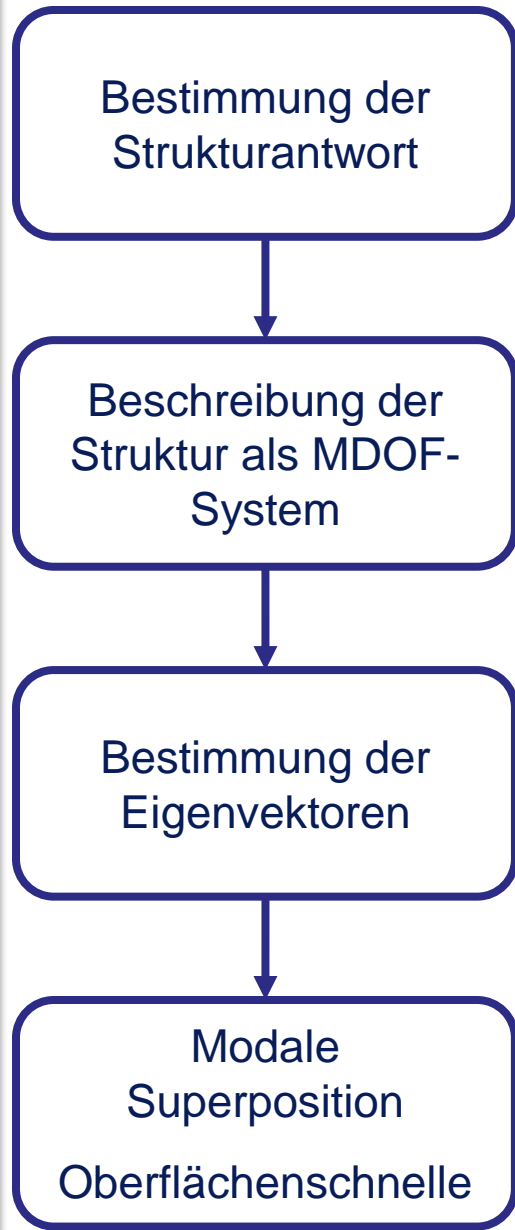 Bestimmung der
Strukturantwort
Beschreibung der
Struktur als MDOF-
System
Bestimmung der
Eigenvektoren
Modale
Superposition
Oberflächenschnelle